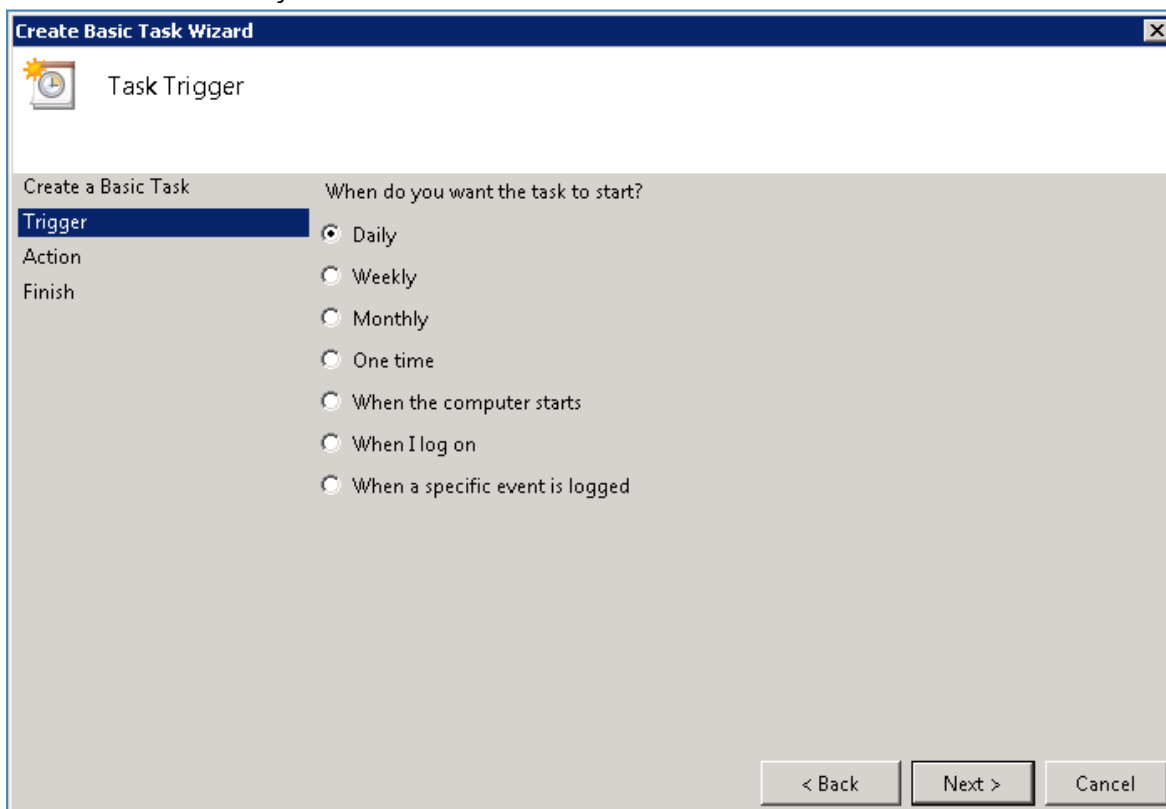 Create Basic Task Wizard
Task Trigger
Create a Basic Task
Trigger
Action
Finish
When do you want the task to start?
Daily
Weekly
Monthly
One time
When the computer starts
When I log on
When a specific event is logged
< Back Next > Cancel